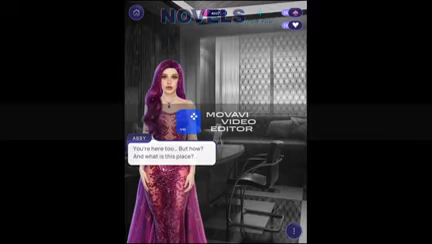 NOVELS
MOVAVI
VIDEO
EDITOR
ABBY
You're here too... But how?
And what is this place?